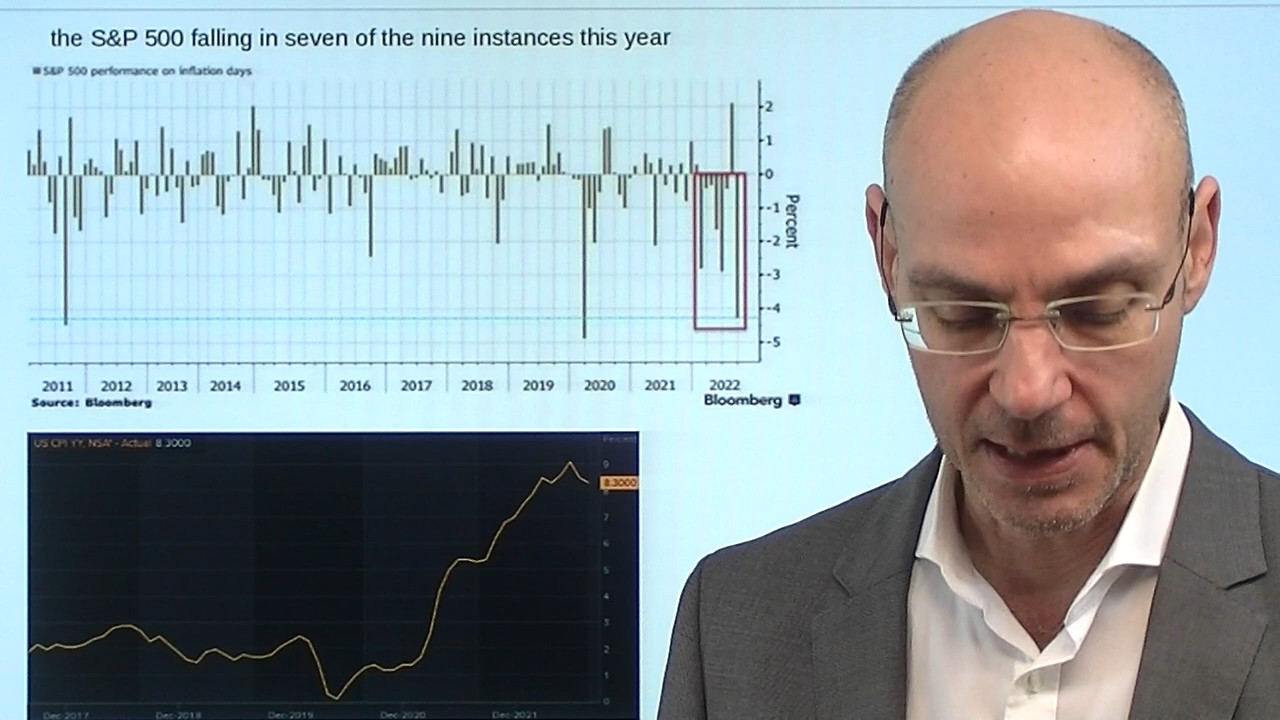 the S&P 500 falling in seven of the nine instances this year
S&P 500 performance on inflation days
2
1
0
-1
-2
-3
-4
-5
Percent
2011 2012 2013 2014 2015 2016 2017 2018 2019 2020 2021 2022
Source: Bloomberg
Bloomberg
US CPI YY, NSA* - Actual 8.3000
Percent
9
8.3000
8
7
6
5
4
3
2
1
0
Dec-2017 Dec-2018 Dec-2019 Dec-2020 Dec-2021